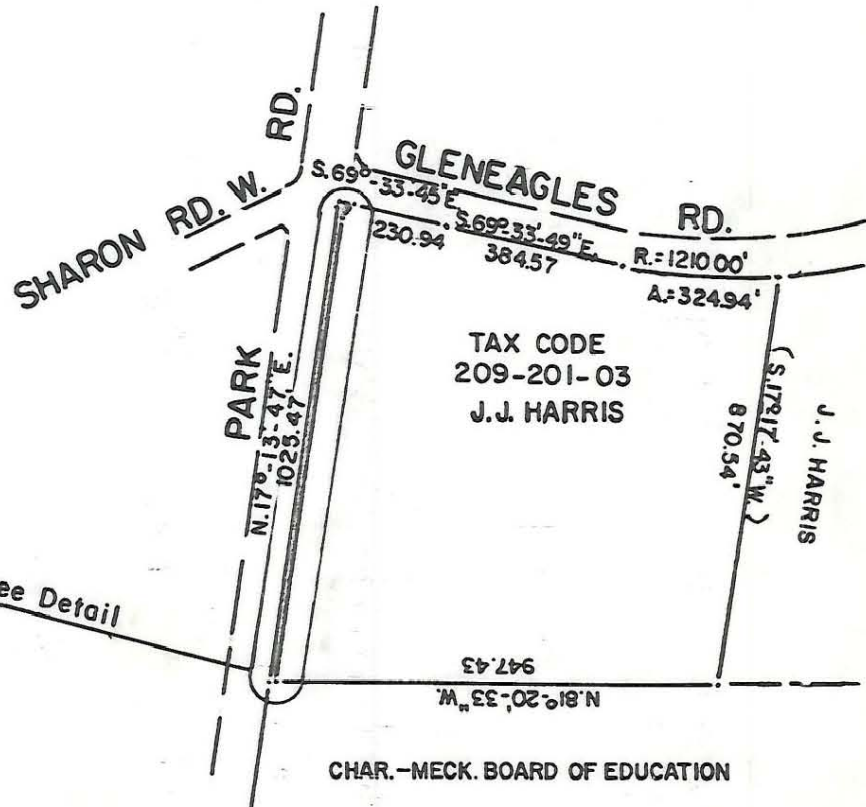 RD.
SHARON RD. W.
GLENEAGLES RD.
S.69°-33-45"E
230.94
S.69°33'-49"E.
384.57
R.=1210.00'
A.=324.94'
TAX CODE
209-201-03
J.J. HARRIS
PARK
N.17°-13-47"E.
1025.47'
(S.17°17'-43"W.)
870.54'
J.J. HARRIS
ee Detail
947.43
N.81°-20'-33"W.
CHAR.-MECK. BOARD OF EDUCATION